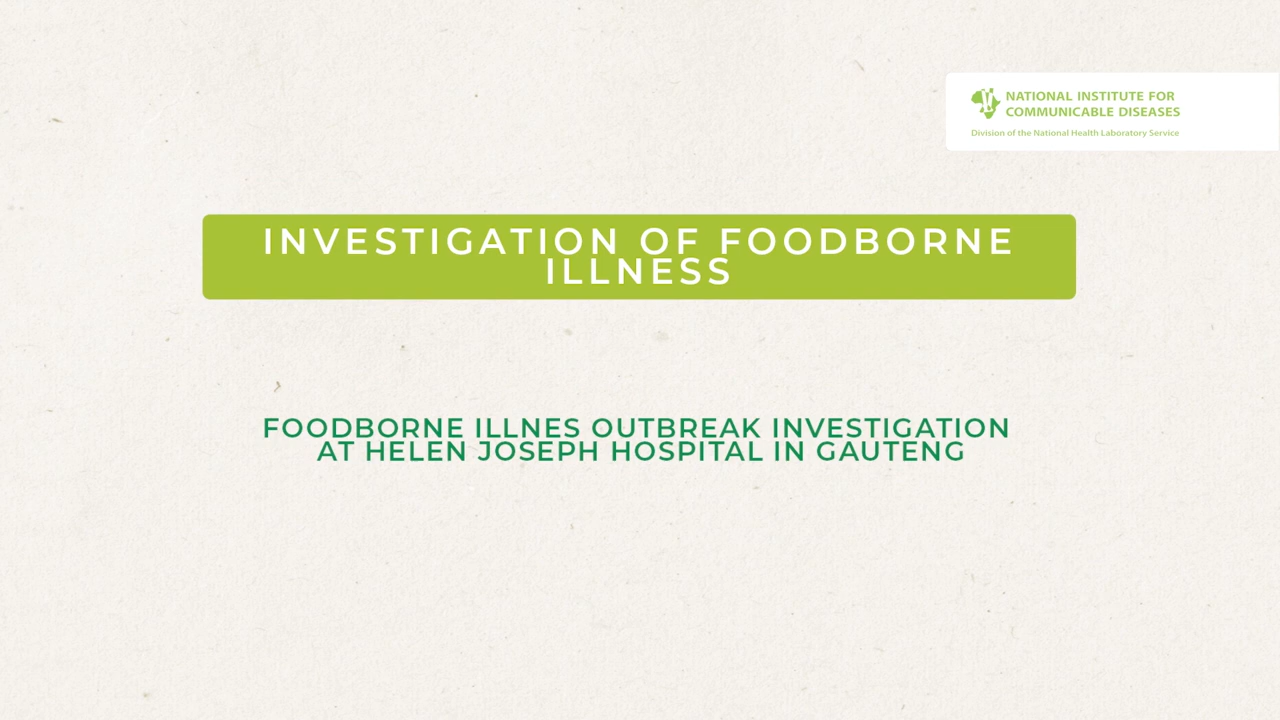 NATIONAL INSTITUTE FOR
COMMUNICABLE DISEASES
Division of the National Health Laboratory Service
INVESTIGATION OF FOODBORNE
ILLNESS
FOODBORNE ILLNES OUTBREAK INVESTIGATION
AT HELEN JOSEPH HOSPITAL IN GAUTENG